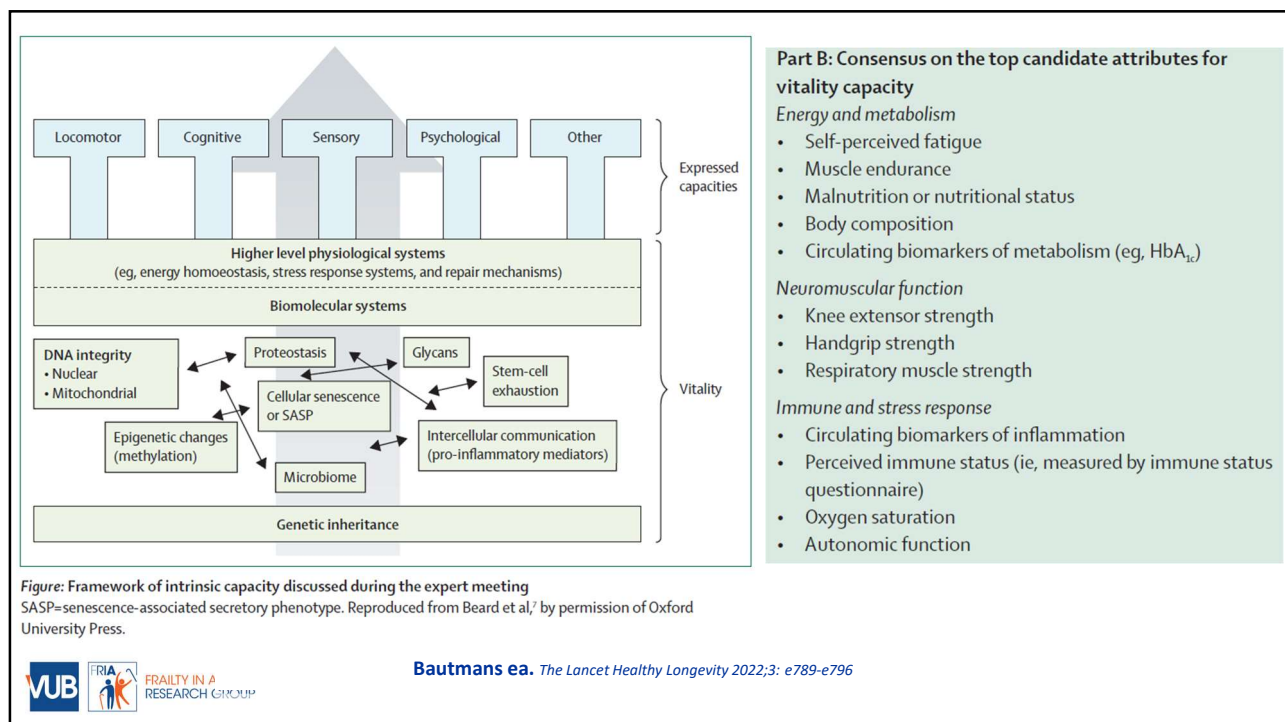 Locomotor
Cognitive
Sensory
Psychological
Other
Expressed
capacities
Higher level physiological systems
(eg, energy homoeostasis, stress response systems, and repair mechanisms)
Biomolecular systems
DNA integrity
• Nuclear
• Mitochondrial
Proteostasis
Glycans
Stem-cell
exhaustion
Cellular senescence
or SASP
Vitality
Epigenetic changes
(methylation)
Intercellular communication
(pro-inflammatory mediators)
Microbiome
Genetic inheritance
Figure: Framework of intrinsic capacity discussed during the expert meeting
SASP=senescence-associated secretory phenotype. Reproduced from Beard et al,⁷ by permission of Oxford
University Press.
Part B: Consensus on the top candidate attributes for
vitality capacity
Energy and metabolism
• Self-perceived fatigue
• Muscle endurance
• Malnutrition or nutritional status
• Body composition
• Circulating biomarkers of metabolism (eg, HbA1c)
Neuromuscular function
• Knee extensor strength
• Handgrip strength
• Respiratory muscle strength
Immune and stress response
• Circulating biomarkers of inflammation
• Perceived immune status (ie, measured by immune status
questionnaire)
• Oxygen saturation
• Autonomic function
VUB
FRIA
FRAILTY IN A
RESEARCH GROUP
Bautmans ea. The Lancet Healthy Longevity 2022;3: e789-e796